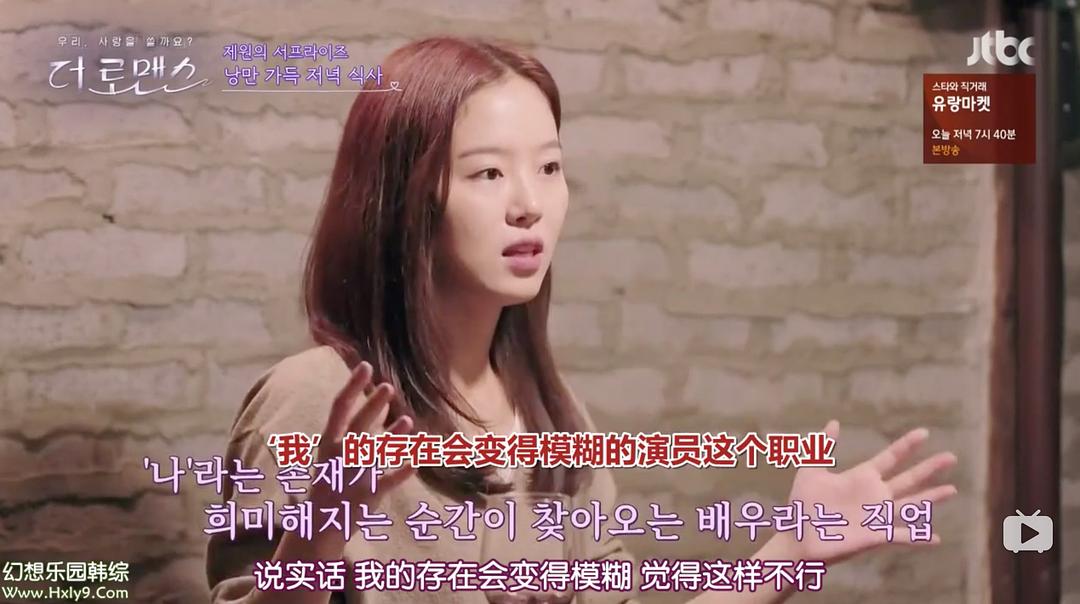 우리, 사랑을 쓸까요?
더 로맨스
제원의 서프라이즈
낭만 가득 저녁 식사
jtbc
스타와 직거래
유랑마켓
오늘 저녁 7시 40분
본방송
‘我’的存在会变得模糊的演员这个职业
'나'라는 존재가
희미해지는 순간이 찾아오는 배우라는 직업
说实话 我的存在会变得模糊 觉得这样不行
幻想乐园韩综
Www.Hxly9.Com